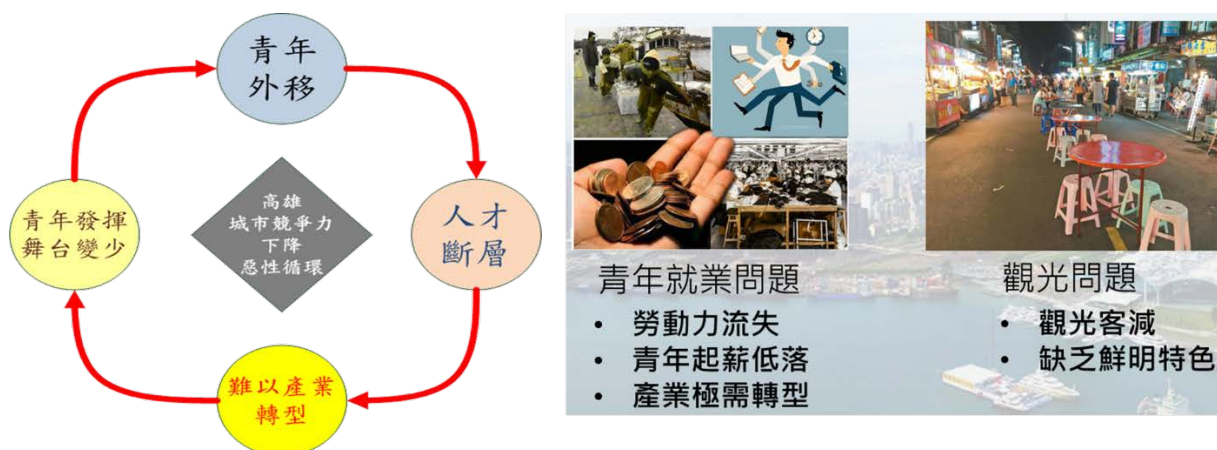 青年
外移
青年發揮
舞台變少
高雄
城市競爭力
下降
惡性循環
人才
斷層
難以產業
轉型
青年就業問題
• 勞動力流失
• 青年起薪低落
• 產業極需轉型
觀光問題
• 觀光客減
• 缺乏鮮明特色